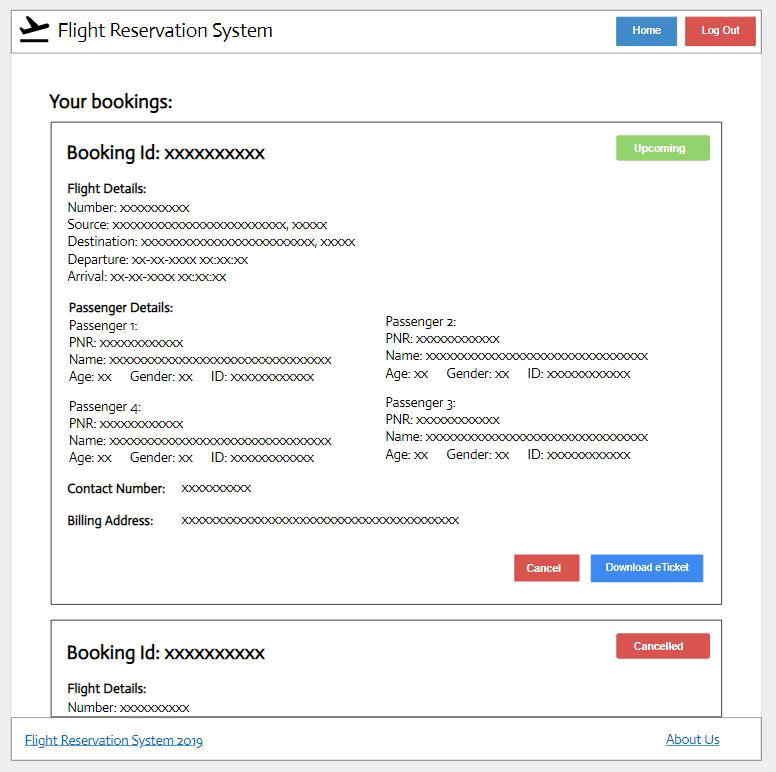 Flight Reservation System
Home
Log Out
Your bookings:
Booking Id: xxxxxxxxxx
Upcoming
Flight Details:
Number: xxxxxxxxxx
Source: xxxxxxxxxxxxxxxxxxxxxxxxx, xxxxx
Destination: xxxxxxxxxxxxxxxxxxxxxxxxx, xxxxx
Departure: xx-xx-xxxx xx:xx:xx
Arrival: xx-xx-xxxx xx:xx:xx
Passenger Details:
Passenger 1:
PNR: xxxxxxxxxxxx
Name: xxxxxxxxxxxxxxxxxxxxxxxxxxxxxxxx
Age: xx Gender: xx ID: xxxxxxxxxxxx
Passenger 2:
PNR: xxxxxxxxxxxx
Name: xxxxxxxxxxxxxxxxxxxxxxxxxxxxxxxx
Age: xx Gender: xx ID: xxxxxxxxxxxx
Passenger 4:
PNR: xxxxxxxxxxxx
Name: xxxxxxxxxxxxxxxxxxxxxxxxxxxxxxxx
Age: xx Gender: xx ID: xxxxxxxxxxxx
Passenger 3:
PNR: xxxxxxxxxxxx
Name: xxxxxxxxxxxxxxxxxxxxxxxxxxxxxxxx
Age: xx Gender: xx ID: xxxxxxxxxxxx
Contact Number: xxxxxxxxxx
Billing Address: xxxxxxxxxxxxxxxxxxxxxxxxxxxxxxxxxxxxxxxx
Cancel
Download eTicket
Booking Id: xxxxxxxxxx
Cancelled
Flight Details:
Number: xxxxxxxxxx
Flight Reservation System 2019
About Us